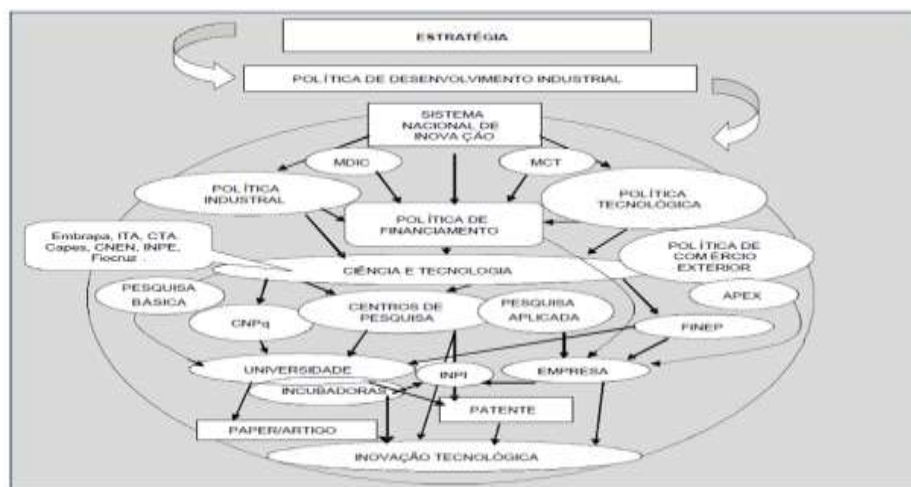 ESTRATÉGIA
POLÍTICA DE DESENVOLVIMENTO INDUSTRIAL
SISTEMA
NACIONAL DE
INOVAÇÃO
MDIC
MCT
POLÍTICA
INDUSTRIAL
POLÍTICA
TECNOLÓGICA
POLÍTICA DE
FINANCIAMENTO
Embrapa, ITA, CTA
Capes, CNEN, INPE,
Fiocruz .
POLÍTICA DE
COMÉRCIO
EXTERIOR
CIÊNCIA E TECNOLOGIA
PESQUISA
BÁSICA
CENTROS DE
PESQUISA
PESQUISA
APLICADA
APEX
CNPq
FINEP
UNIVERSIDADE
INPI
EMPRESA
INCUBADORAS
PATENTE
PAPER/ARTIGO
INOVAÇÃO TECNOLÓGICA